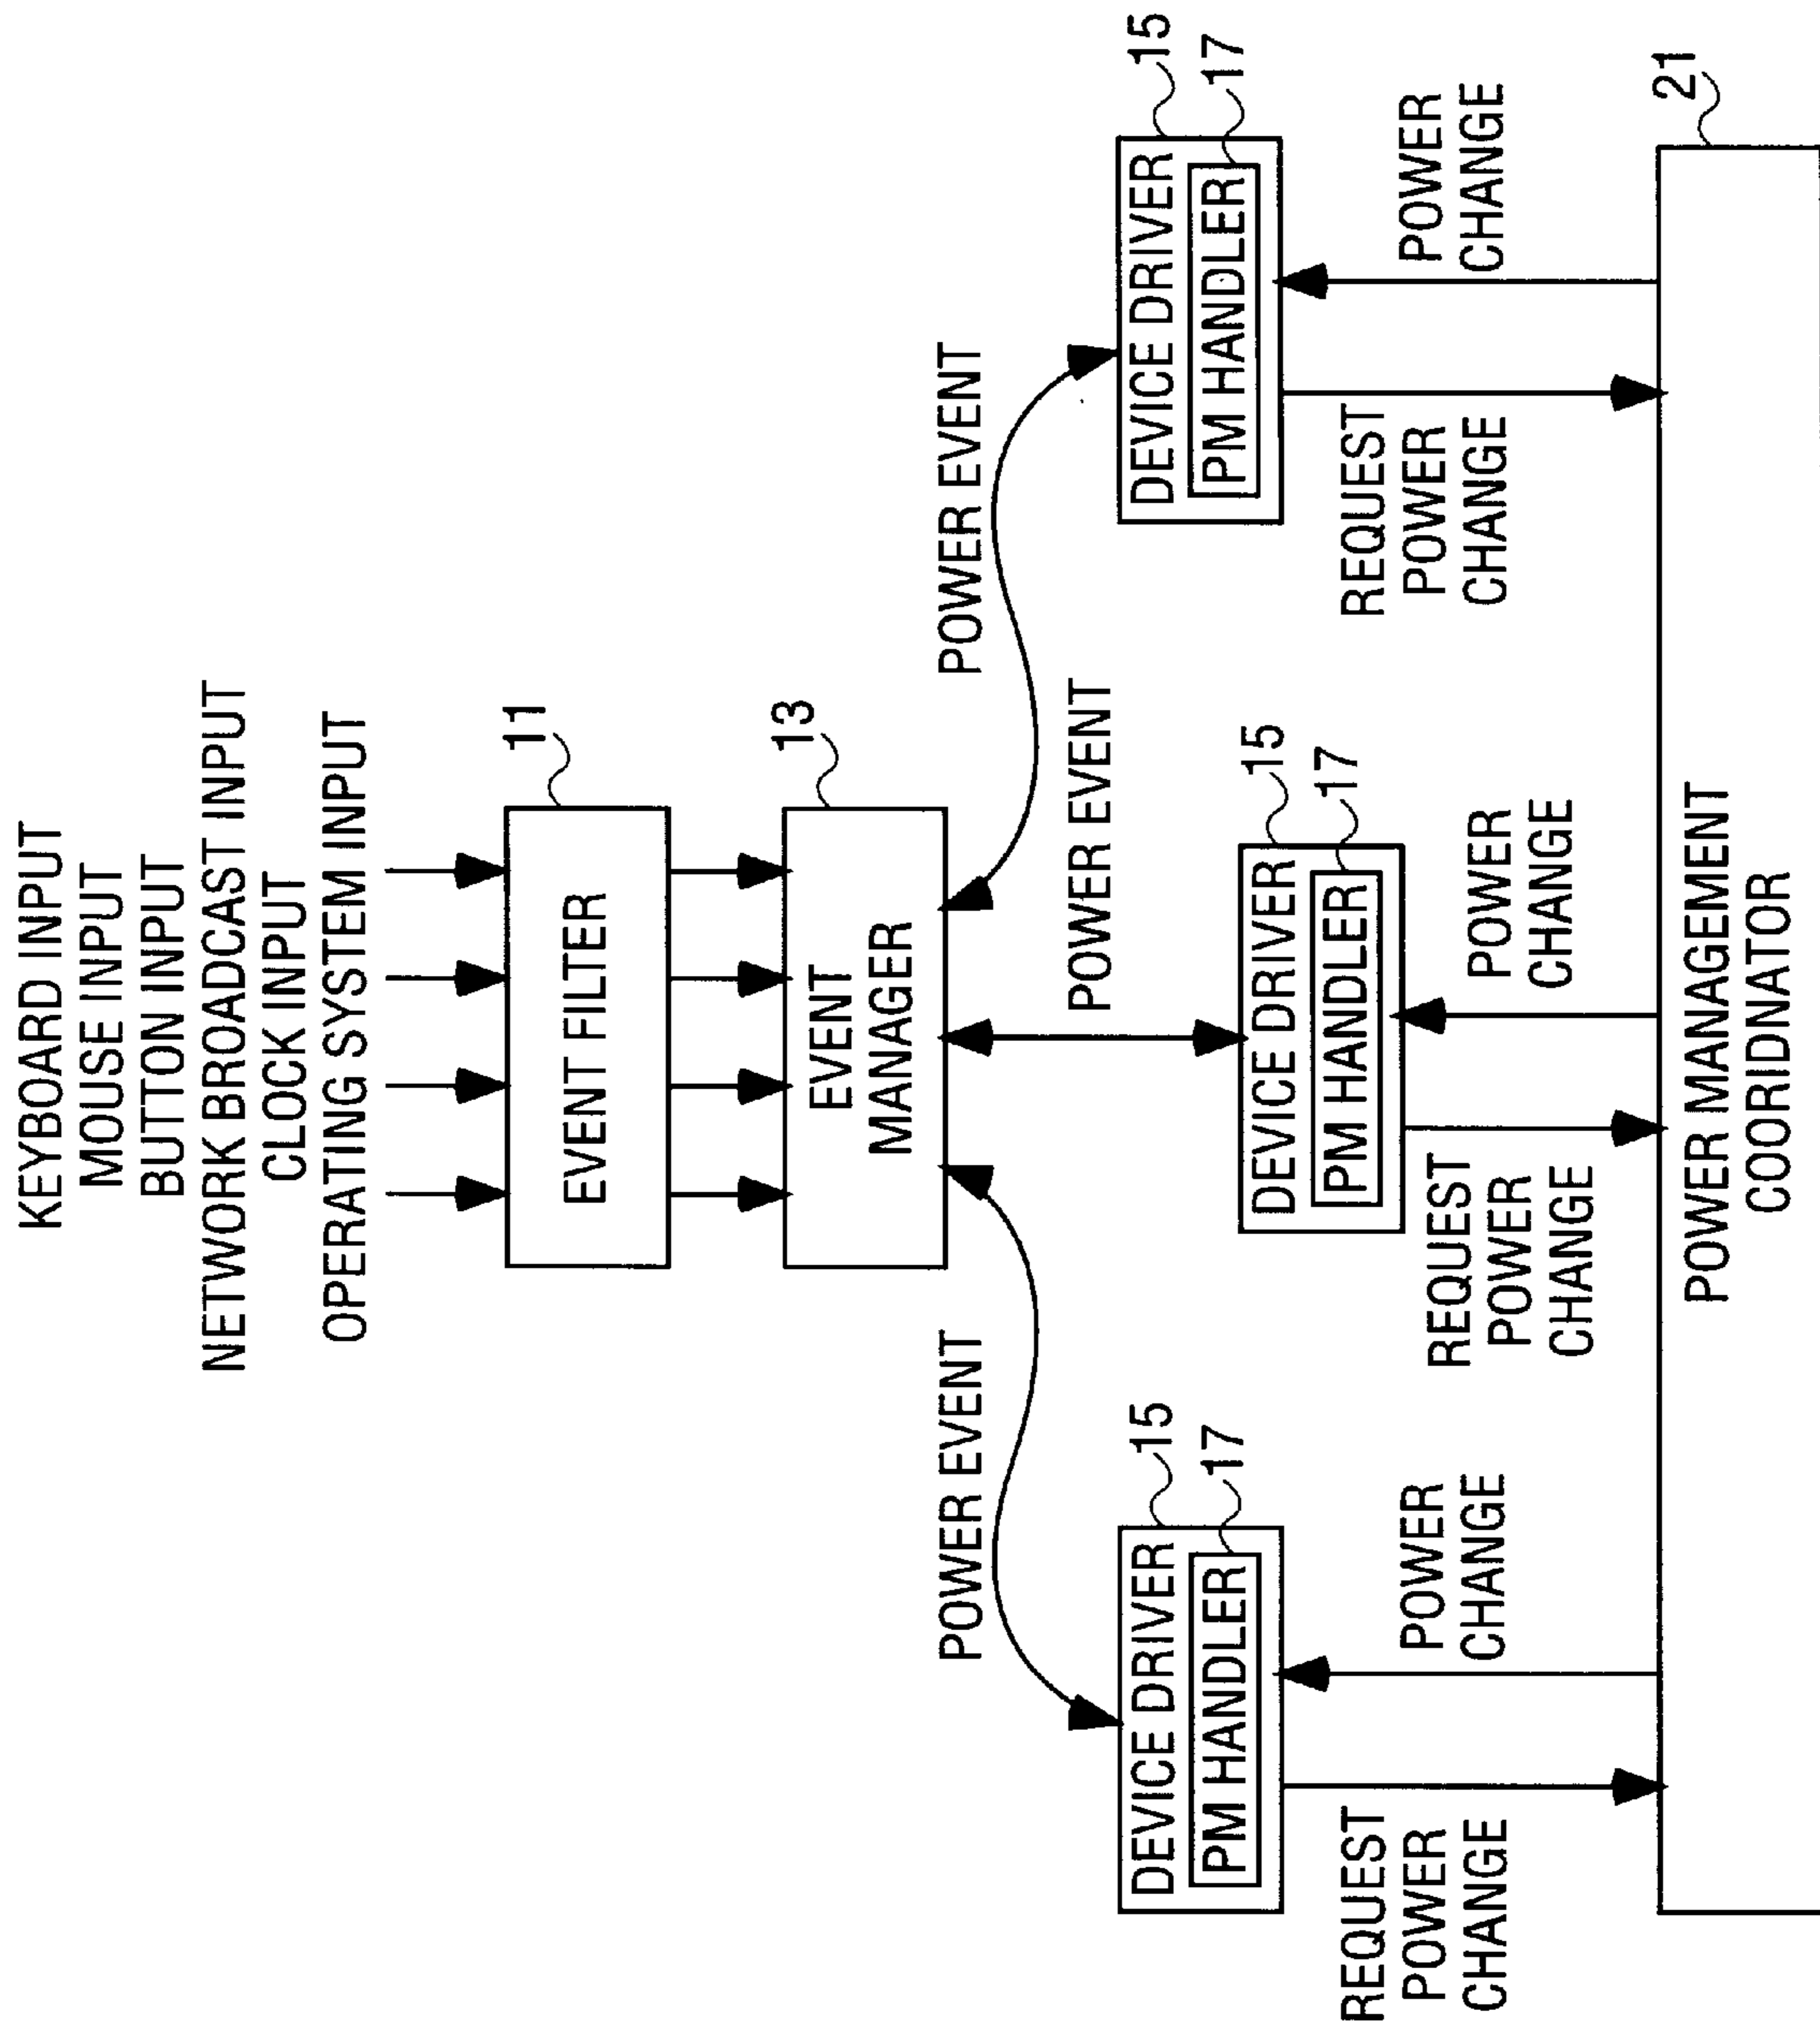 KEYBOARD INPUT
MOUSE INPUT
BUTTON INPUT
NETWORK BROADCAST INPUT
CLOCK INPUT
OPERATING SYSTEM INPUT
11
EVENT FILTER
13
EVENT
MANAGER
POWER EVENT
POWER EVENT
POWER EVENT
15
DEVICE DRIVER
17
PM HANDLER
15
DEVICE DRIVER
17
PM HANDLER
15
DEVICE DRIVER
17
PM HANDLER
REQUEST
POWER
CHANGE
POWER
CHANGE
REQUEST
POWER
CHANGE
POWER
CHANGE
REQUEST
POWER
CHANGE
POWER
CHANGE
21
POWER MANAGEMENT
COORIDNATOR